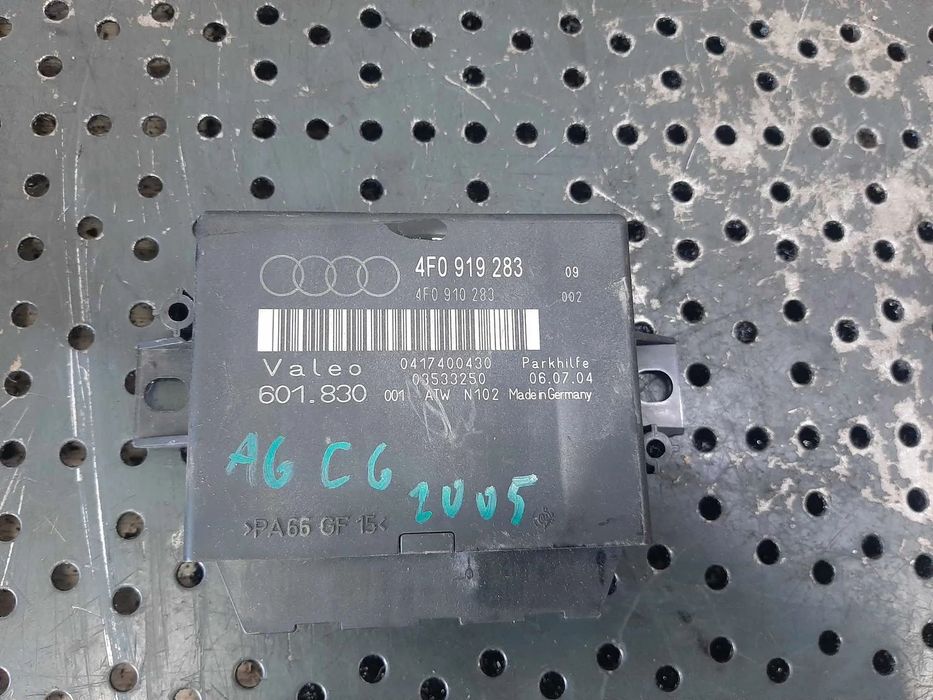 4F0 919 283 09
4F0 910 283 002
Valeo 0417400430 Parkhilfe
03533250 06.07.04
601.830 001 ATW N102 Made in Germany
A6 C6 2005
>PA66 GF 15<